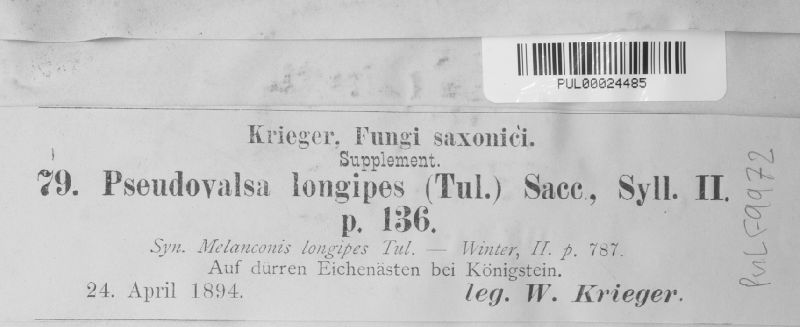 PUL00024485
Krieger, Fungi saxonici.
Supplement.
79. Pseudovalsa longipes (Tul.) Sacc., Syll. II.
p. 136.
Syn. Melanconis longipes Tul. — Winter, II. p. 787.
Auf dürren Eichenästen bei Königstein.
24. April 1894. leg. W. Krieger.
PUL F9972